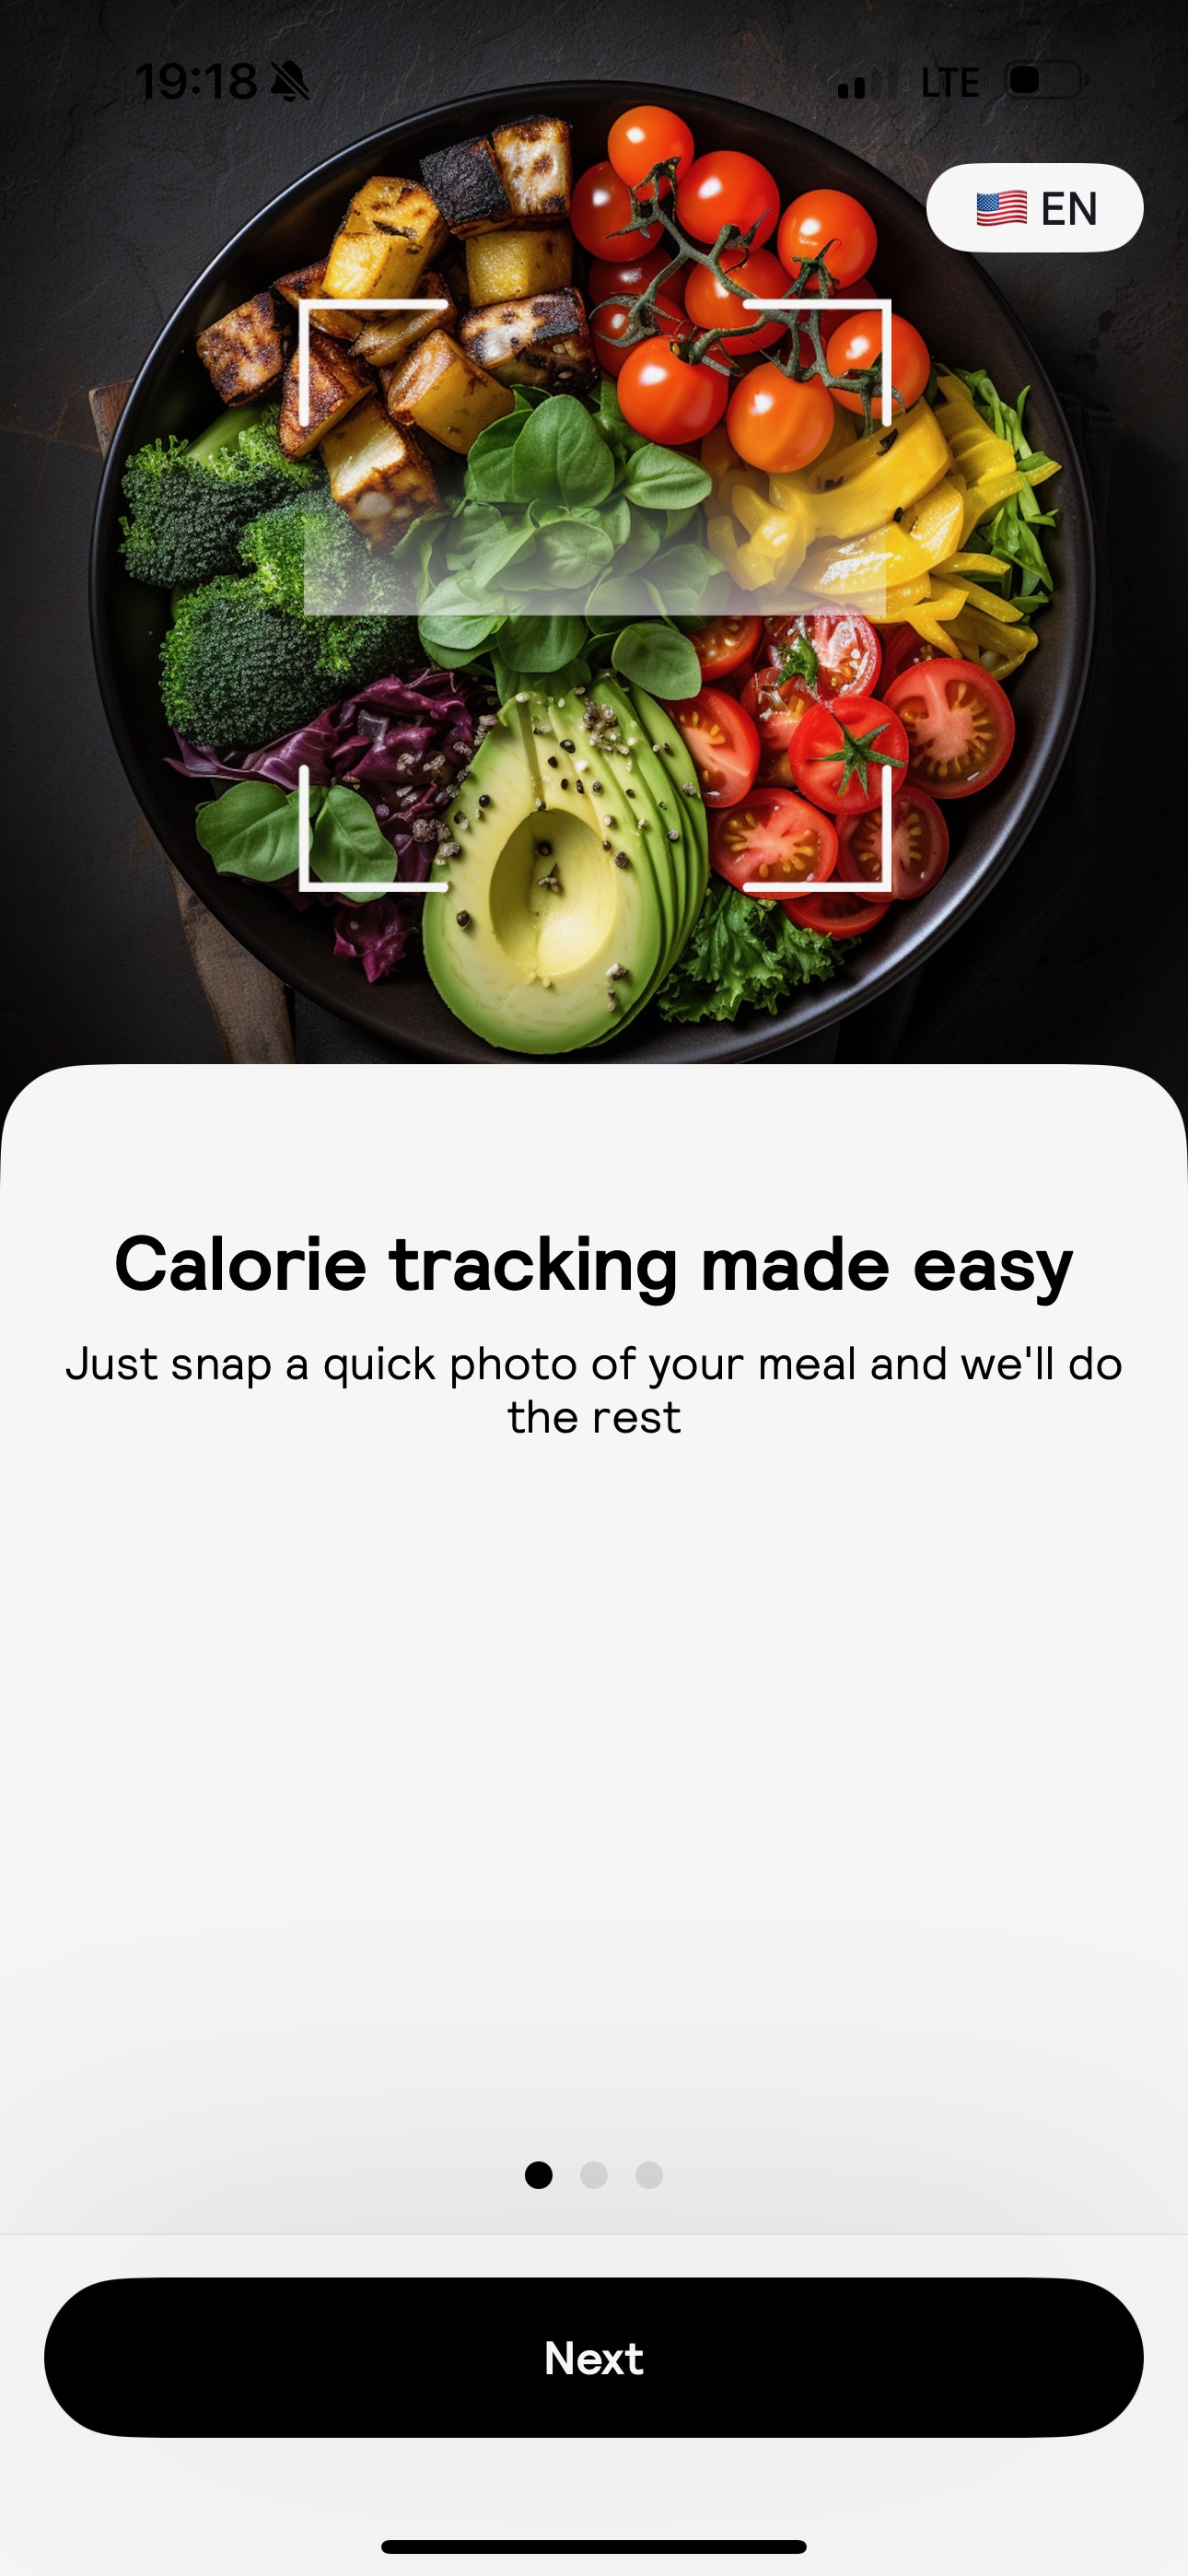 19:18 LTE
🇺🇸 EN
Calorie tracking made easy
Just snap a quick photo of your meal and we'll do
the rest
Next